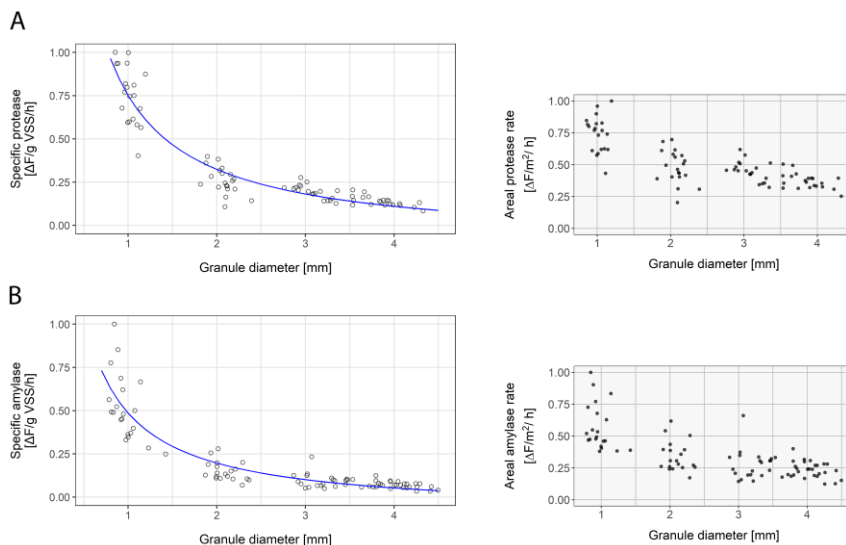 A
Specific protease
[ΔF/g VSS/h]
1.00
0.75
0.50
0.25
0.00
1 2 3 4
Granule diameter [mm]
Areal protease rate
[ΔF/m²/ h]
1.00
0.75
0.50
0.25
0.00
1 2 3 4
Granule diameter [mm]
B
Specific amylase
[ΔF/g VSS/h]
1.00
0.75
0.50
0.25
0.00
1 2 3 4
Granule diameter [mm]
Areal amylase rate
[ΔF/m²/ h]
1.00
0.75
0.50
0.25
0.00
1 2 3 4
Granule diameter [mm]